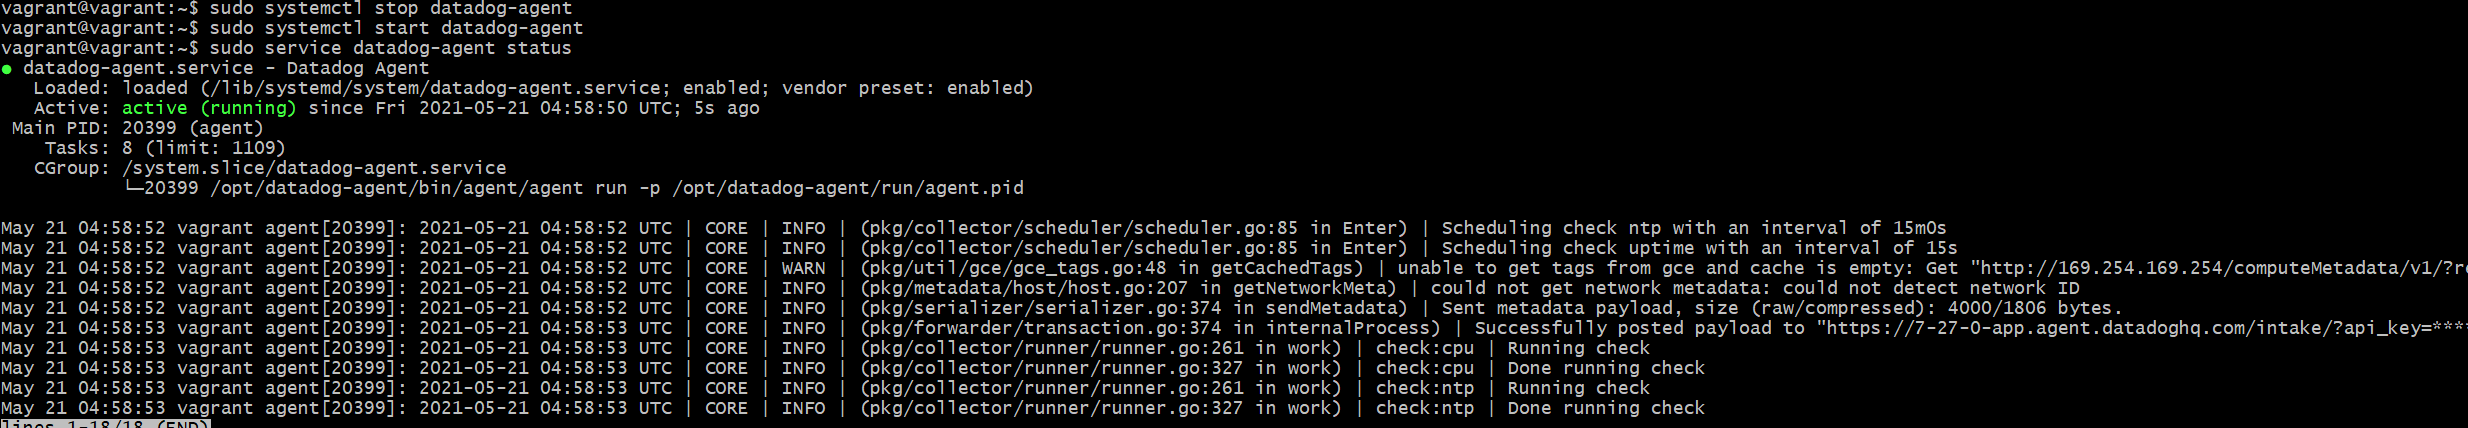 vagrant@vagrant:~$ sudo systemctl stop datadog-agent
vagrant@vagrant:~$ sudo systemctl start datadog-agent
vagrant@vagrant:~$ sudo service datadog-agent status
● datadog-agent.service - Datadog Agent
   Loaded: loaded (/lib/systemd/system/datadog-agent.service; enabled; vendor preset: enabled)
   Active: active (running) since Fri 2021-05-21 04:58:50 UTC; 5s ago
 Main PID: 20399 (agent)
    Tasks: 8 (limit: 1109)
   CGroup: /system.slice/datadog-agent.service
           └─20399 /opt/datadog-agent/bin/agent/agent run -p /opt/datadog-agent/run/agent.pid
May 21 04:58:52 vagrant agent[20399]: 2021-05-21 04:58:52 UTC | CORE | INFO | (pkg/collector/scheduler/scheduler.go:85 in Enter) | Scheduling check ntp with an interval of 15m0s
May 21 04:58:52 vagrant agent[20399]: 2021-05-21 04:58:52 UTC | CORE | INFO | (pkg/collector/scheduler/scheduler.go:85 in Enter) | Scheduling check uptime with an interval of 15s
May 21 04:58:52 vagrant agent[20399]: 2021-05-21 04:58:52 UTC | CORE | WARN | (pkg/util/gce/gce_tags.go:48 in getCachedTags) | unable to get tags from gce and cache is empty: Get "http://169.254.169.254/computeMetadata/v1/?re
May 21 04:58:52 vagrant agent[20399]: 2021-05-21 04:58:52 UTC | CORE | INFO | (pkg/metadata/host/host.go:207 in getNetworkMeta) | could not get network metadata: could not detect network ID
May 21 04:58:52 vagrant agent[20399]: 2021-05-21 04:58:52 UTC | CORE | INFO | (pkg/serializer/serializer.go:374 in sendMetadata) | Sent metadata payload, size (raw/compressed): 4000/1806 bytes.
May 21 04:58:53 vagrant agent[20399]: 2021-05-21 04:58:53 UTC | CORE | INFO | (pkg/forwarder/transaction.go:374 in internalProcess) | Successfully posted payload to "https://7-27-0-app.agent.datadoghq.com/intake/?api_key=****
May 21 04:58:53 vagrant agent[20399]: 2021-05-21 04:58:53 UTC | CORE | INFO | (pkg/collector/runner/runner.go:261 in work) | check:cpu | Running check
May 21 04:58:53 vagrant agent[20399]: 2021-05-21 04:58:53 UTC | CORE | INFO | (pkg/collector/runner/runner.go:327 in work) | check:cpu | Done running check
May 21 04:58:53 vagrant agent[20399]: 2021-05-21 04:58:53 UTC | CORE | INFO | (pkg/collector/runner/runner.go:261 in work) | check:ntp | Running check
May 21 04:58:53 vagrant agent[20399]: 2021-05-21 04:58:53 UTC | CORE | INFO | (pkg/collector/runner/runner.go:327 in work) | check:ntp | Done running check
lines 1-18/18 (END)